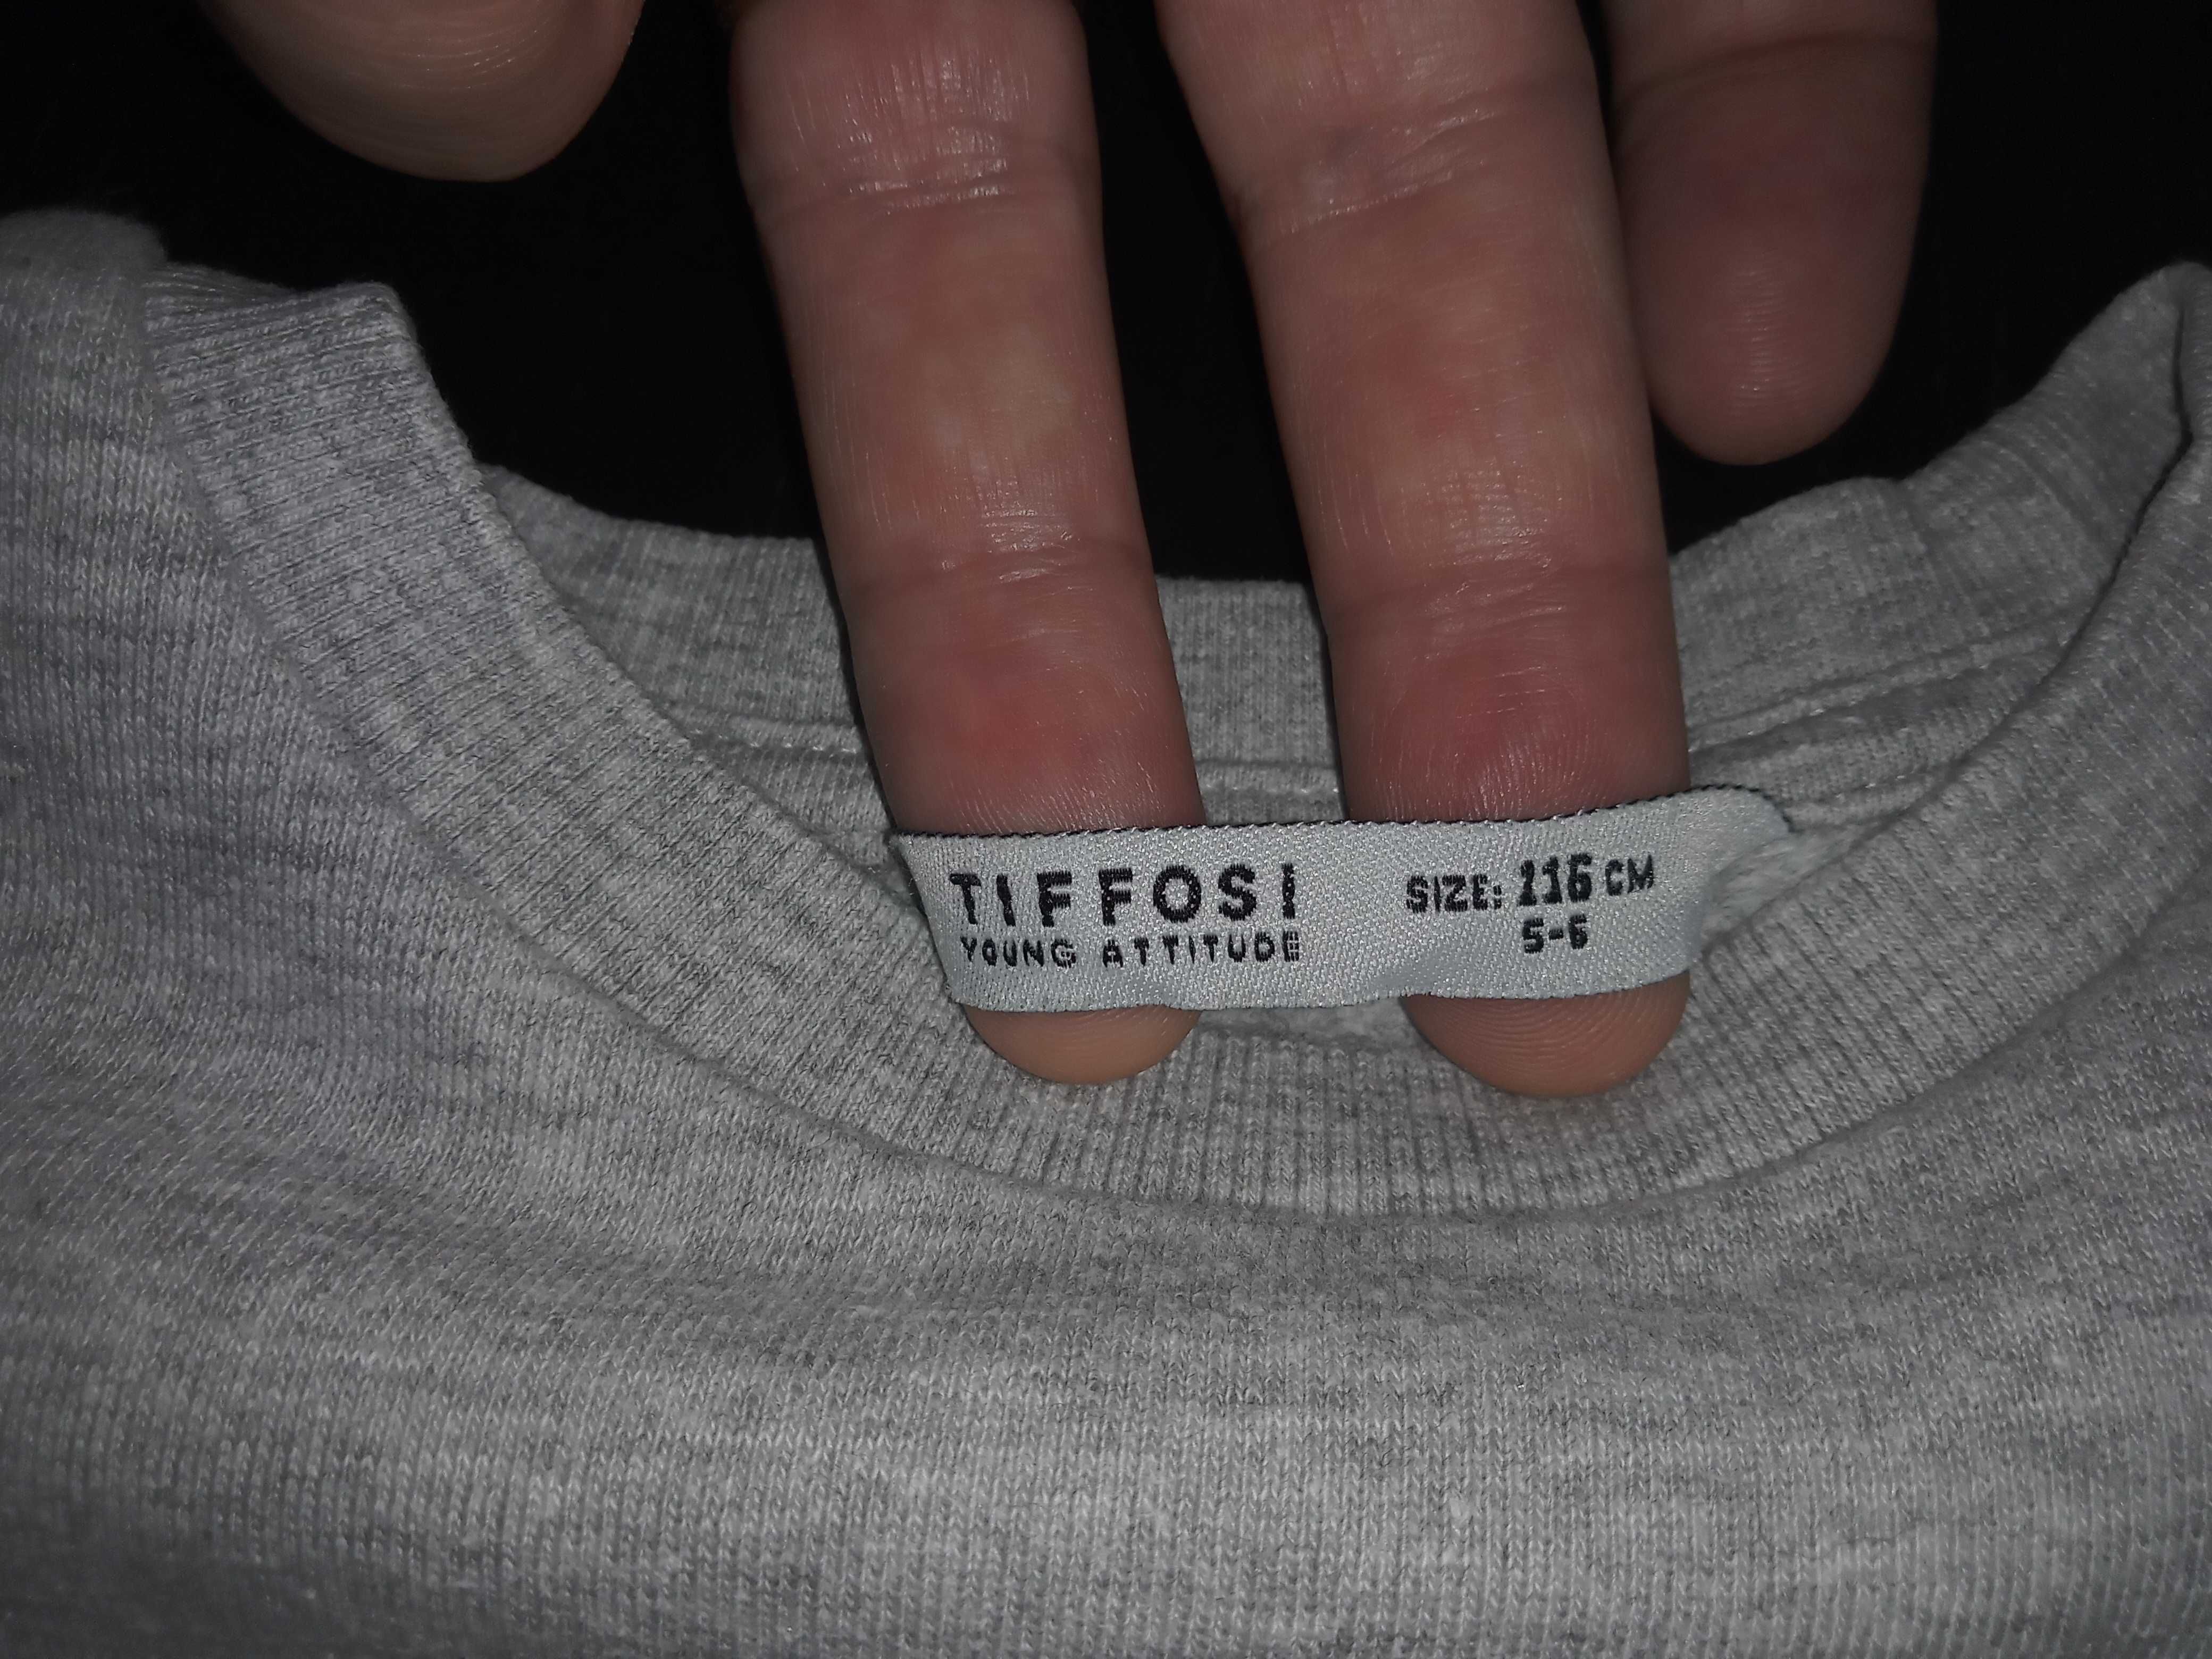 TIFFOSI
YOUNG ATTITUDE
SIZE: 116 CM
5-6